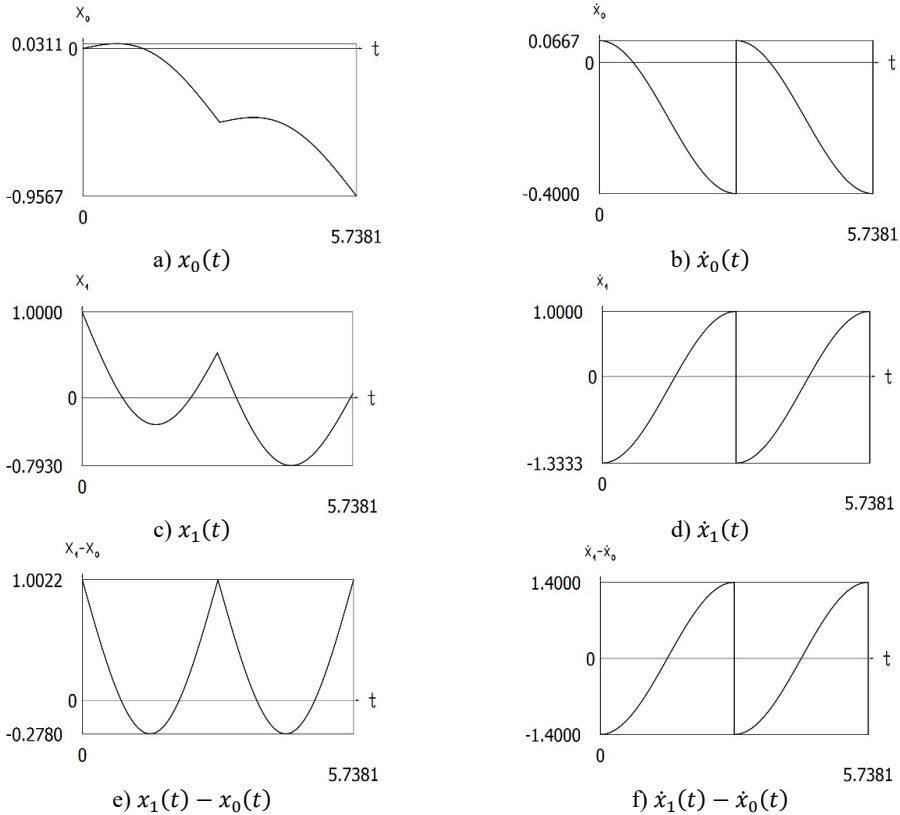 X₀
0.0311
0
t
-0.9567
0
5.7381
a) x₀(t)
ẋ₀
0.0667
0
t
-0.4000
0
5.7381
b) ẋ₀(t)
X₁
1.0000
0
t
-0.7930
0
5.7381
c) x₁(t)
ẋ₁
1.0000
0
t
-1.3333
0
5.7381
d) ẋ₁(t)
X₁-X₀
1.0022
0
t
-0.2780
0
5.7381
e) x₁(t) − x₀(t)
ẋ₁-ẋ₀
1.4000
0
t
-1.4000
0
5.7381
f) ẋ₁(t) − ẋ₀(t)